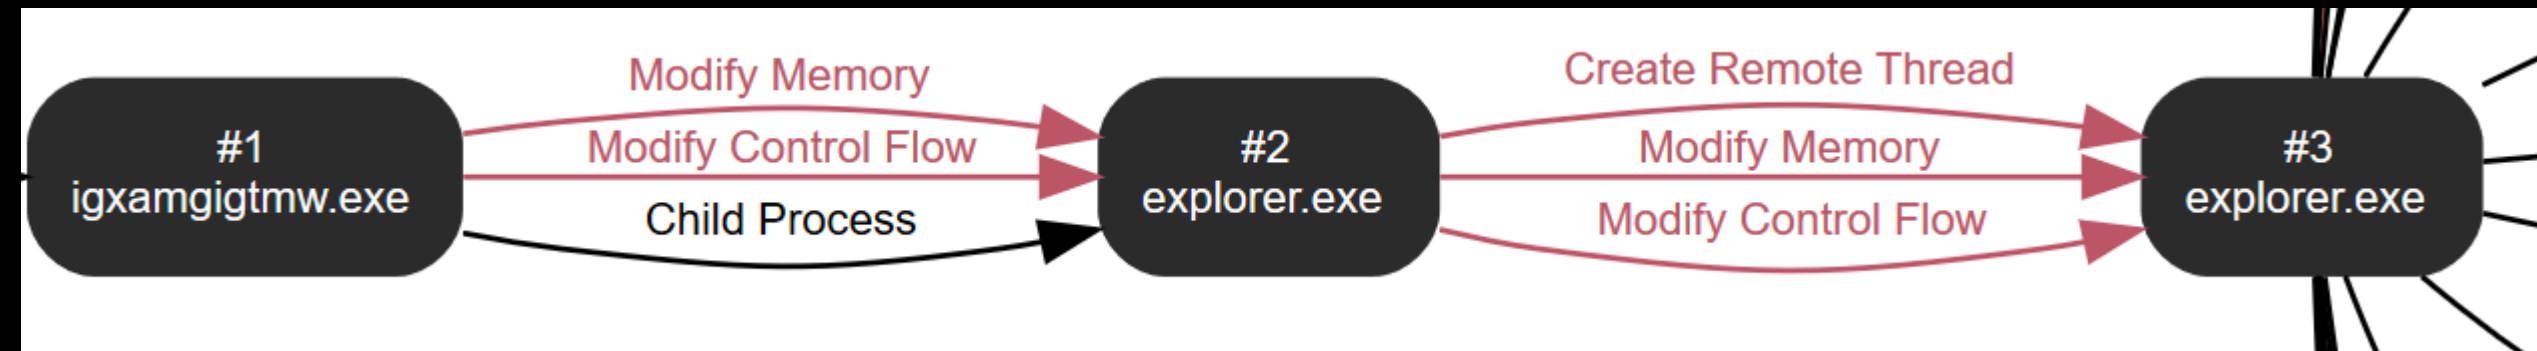 #1
igxamgigtmw.exe
Modify Memory
Modify Control Flow
Child Process
#2
explorer.exe
Create Remote Thread
Modify Memory
Modify Control Flow
#3
explorer.exe